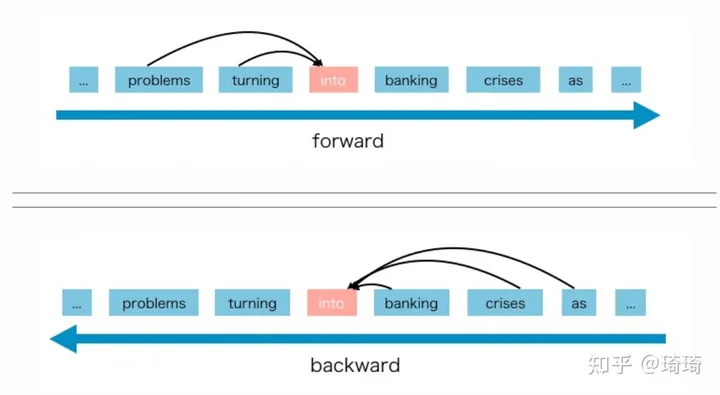 ... problems turning into banking crises as ...
forward
... problems turning into banking crises as ...
backward
知乎 @琦琦